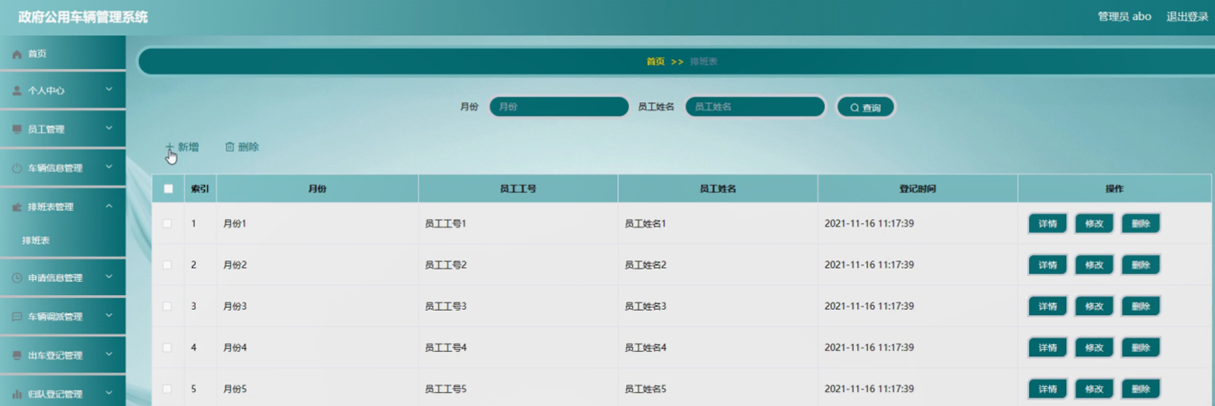 政府公用车辆管理系统
管理员 abo 退出登录
首页
首页 >> 排班表
个人中心
月份 月份 员工姓名 员工姓名 查询
员工管理
新增 删除
车辆信息管理
索引 月份 员工工号 员工姓名 登记时间 操作
排班表管理
1 月份1 员工工号1 员工姓名1 2021-11-16 11:17:39 详情 修改 删除
排班表
2 月份2 员工工号2 员工姓名2 2021-11-16 11:17:39 详情 修改 删除
申请信息管理
3 月份3 员工工号3 员工姓名3 2021-11-16 11:17:39 详情 修改 删除
车辆调派管理
4 月份4 员工工号4 员工姓名4 2021-11-16 11:17:39 详情 修改 删除
出车登记管理
5 月份5 员工工号5 员工姓名5 2021-11-16 11:17:39 详情 修改 删除
归队登记管理